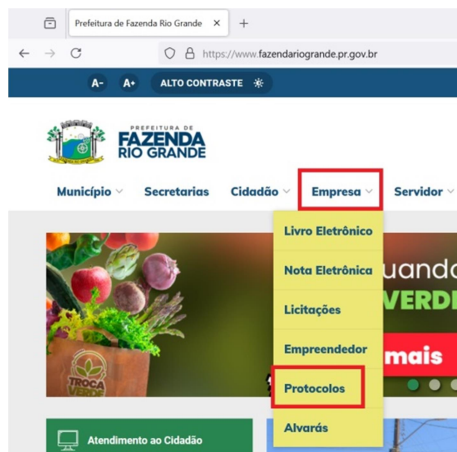 Prefeitura de Fazenda Rio Grande
https://www.fazendariogrande.pr.gov.br
A- A+ ALTO CONTRASTE
PREFEITURA DE
FAZENDA
RIO GRANDE
Município Secretarias Cidadão Empresa Servidor
Livro Eletrônico
Nota Eletrônica
Licitações
Empreendedor
Protocolos
Alvarás
uando
VERDE
mais
TROCA
VERDE
Atendimento ao Cidadão